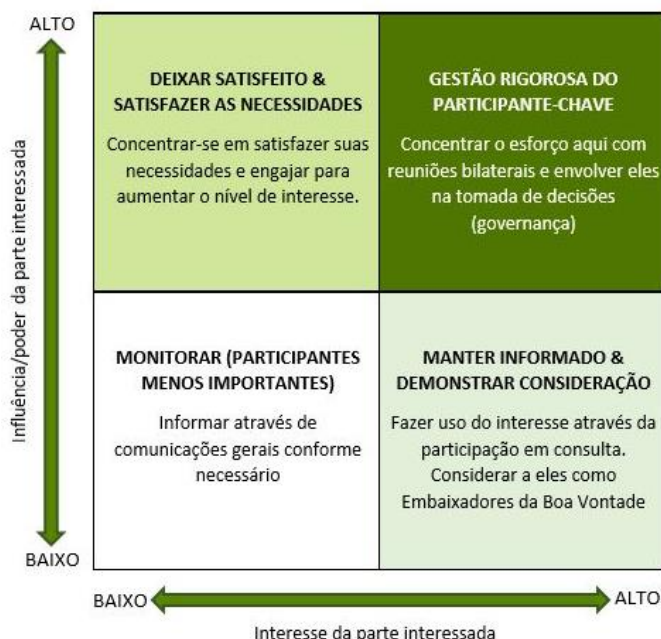 ALTO
DEIXAR SATISFEITO &
SATISFAZER AS NECESSIDADES
Concentrar-se em satisfazer suas
necessidades e engajar para
aumentar o nível de interesse.
GESTÃO RIGOROSA DO
PARTICIPANTE-CHAVE
Concentrar o esforço aqui com
reuniões bilaterais e envolver eles
na tomada de decisões
(governança)
Influência/poder da parte interessada
MONITORAR (PARTICIPANTES
MENOS IMPORTANTES)
Informar através de
comunicações gerais conforme
necessário
MANTER INFORMADO &
DEMONSTRAR CONSIDERAÇÃO
Fazer uso do interesse através da
participação em consulta.
Considerar a eles como
Embaixadores da Boa Vontade
BAIXO
BAIXO
ALTO
Interesse da parte interessada